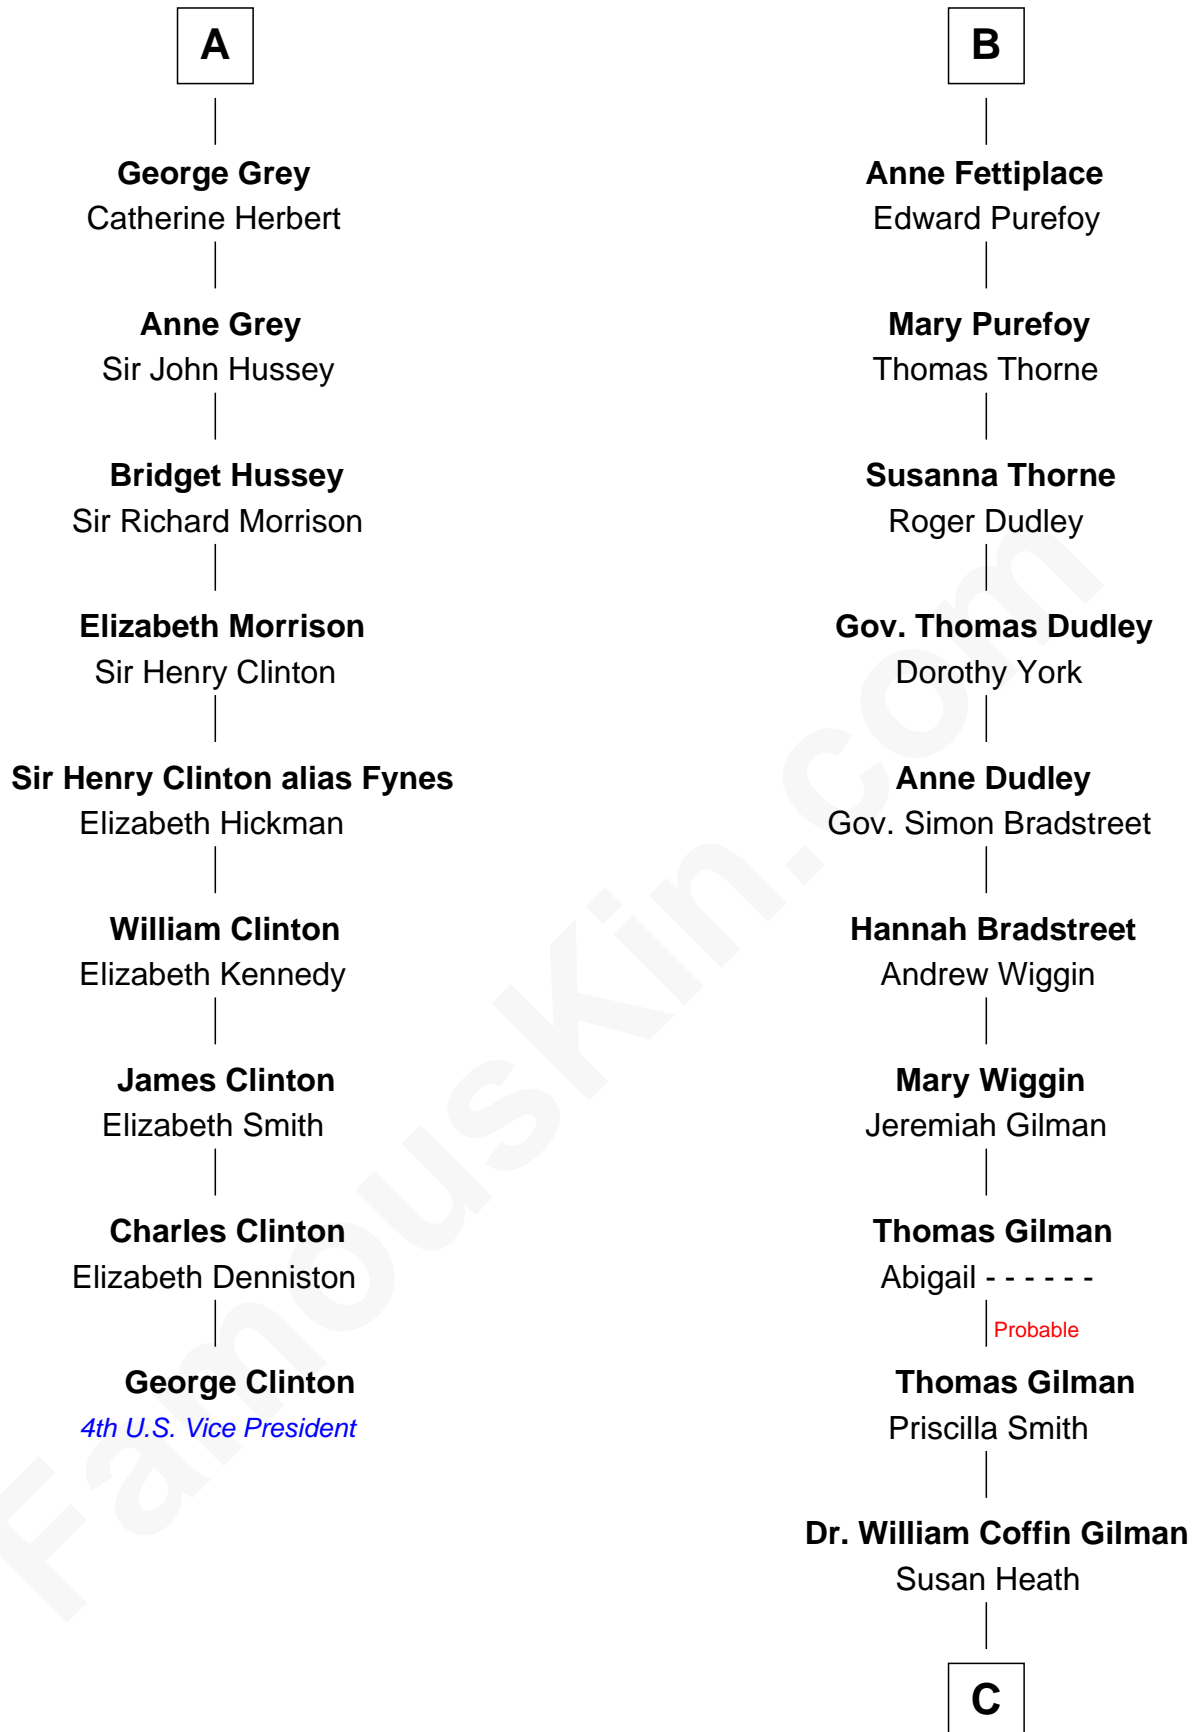 A
George Grey
Catherine Herbert
Anne Grey
Sir John Hussey
Bridget Hussey
Sir Richard Morrison
Elizabeth Morrison
Sir Henry Clinton
Sir Henry Clinton alias Fynes
Elizabeth Hickman
William Clinton
Elizabeth Kennedy
James Clinton
Elizabeth Smith
Charles Clinton
Elizabeth Denniston
George Clinton
4th U.S. Vice President
B
Anne Fettiplace
Edward Purefoy
Mary Purefoy
Thomas Thorne
Susanna Thorne
Roger Dudley
Gov. Thomas Dudley
Dorothy York
Anne Dudley
Gov. Simon Bradstreet
Hannah Bradstreet
Andrew Wiggin
Mary Wiggin
Jeremiah Gilman
Thomas Gilman
Abigail - - - - - -
Probable
Thomas Gilman
Priscilla Smith
Dr. William Coffin Gilman
Susan Heath
C
FamousKin.com